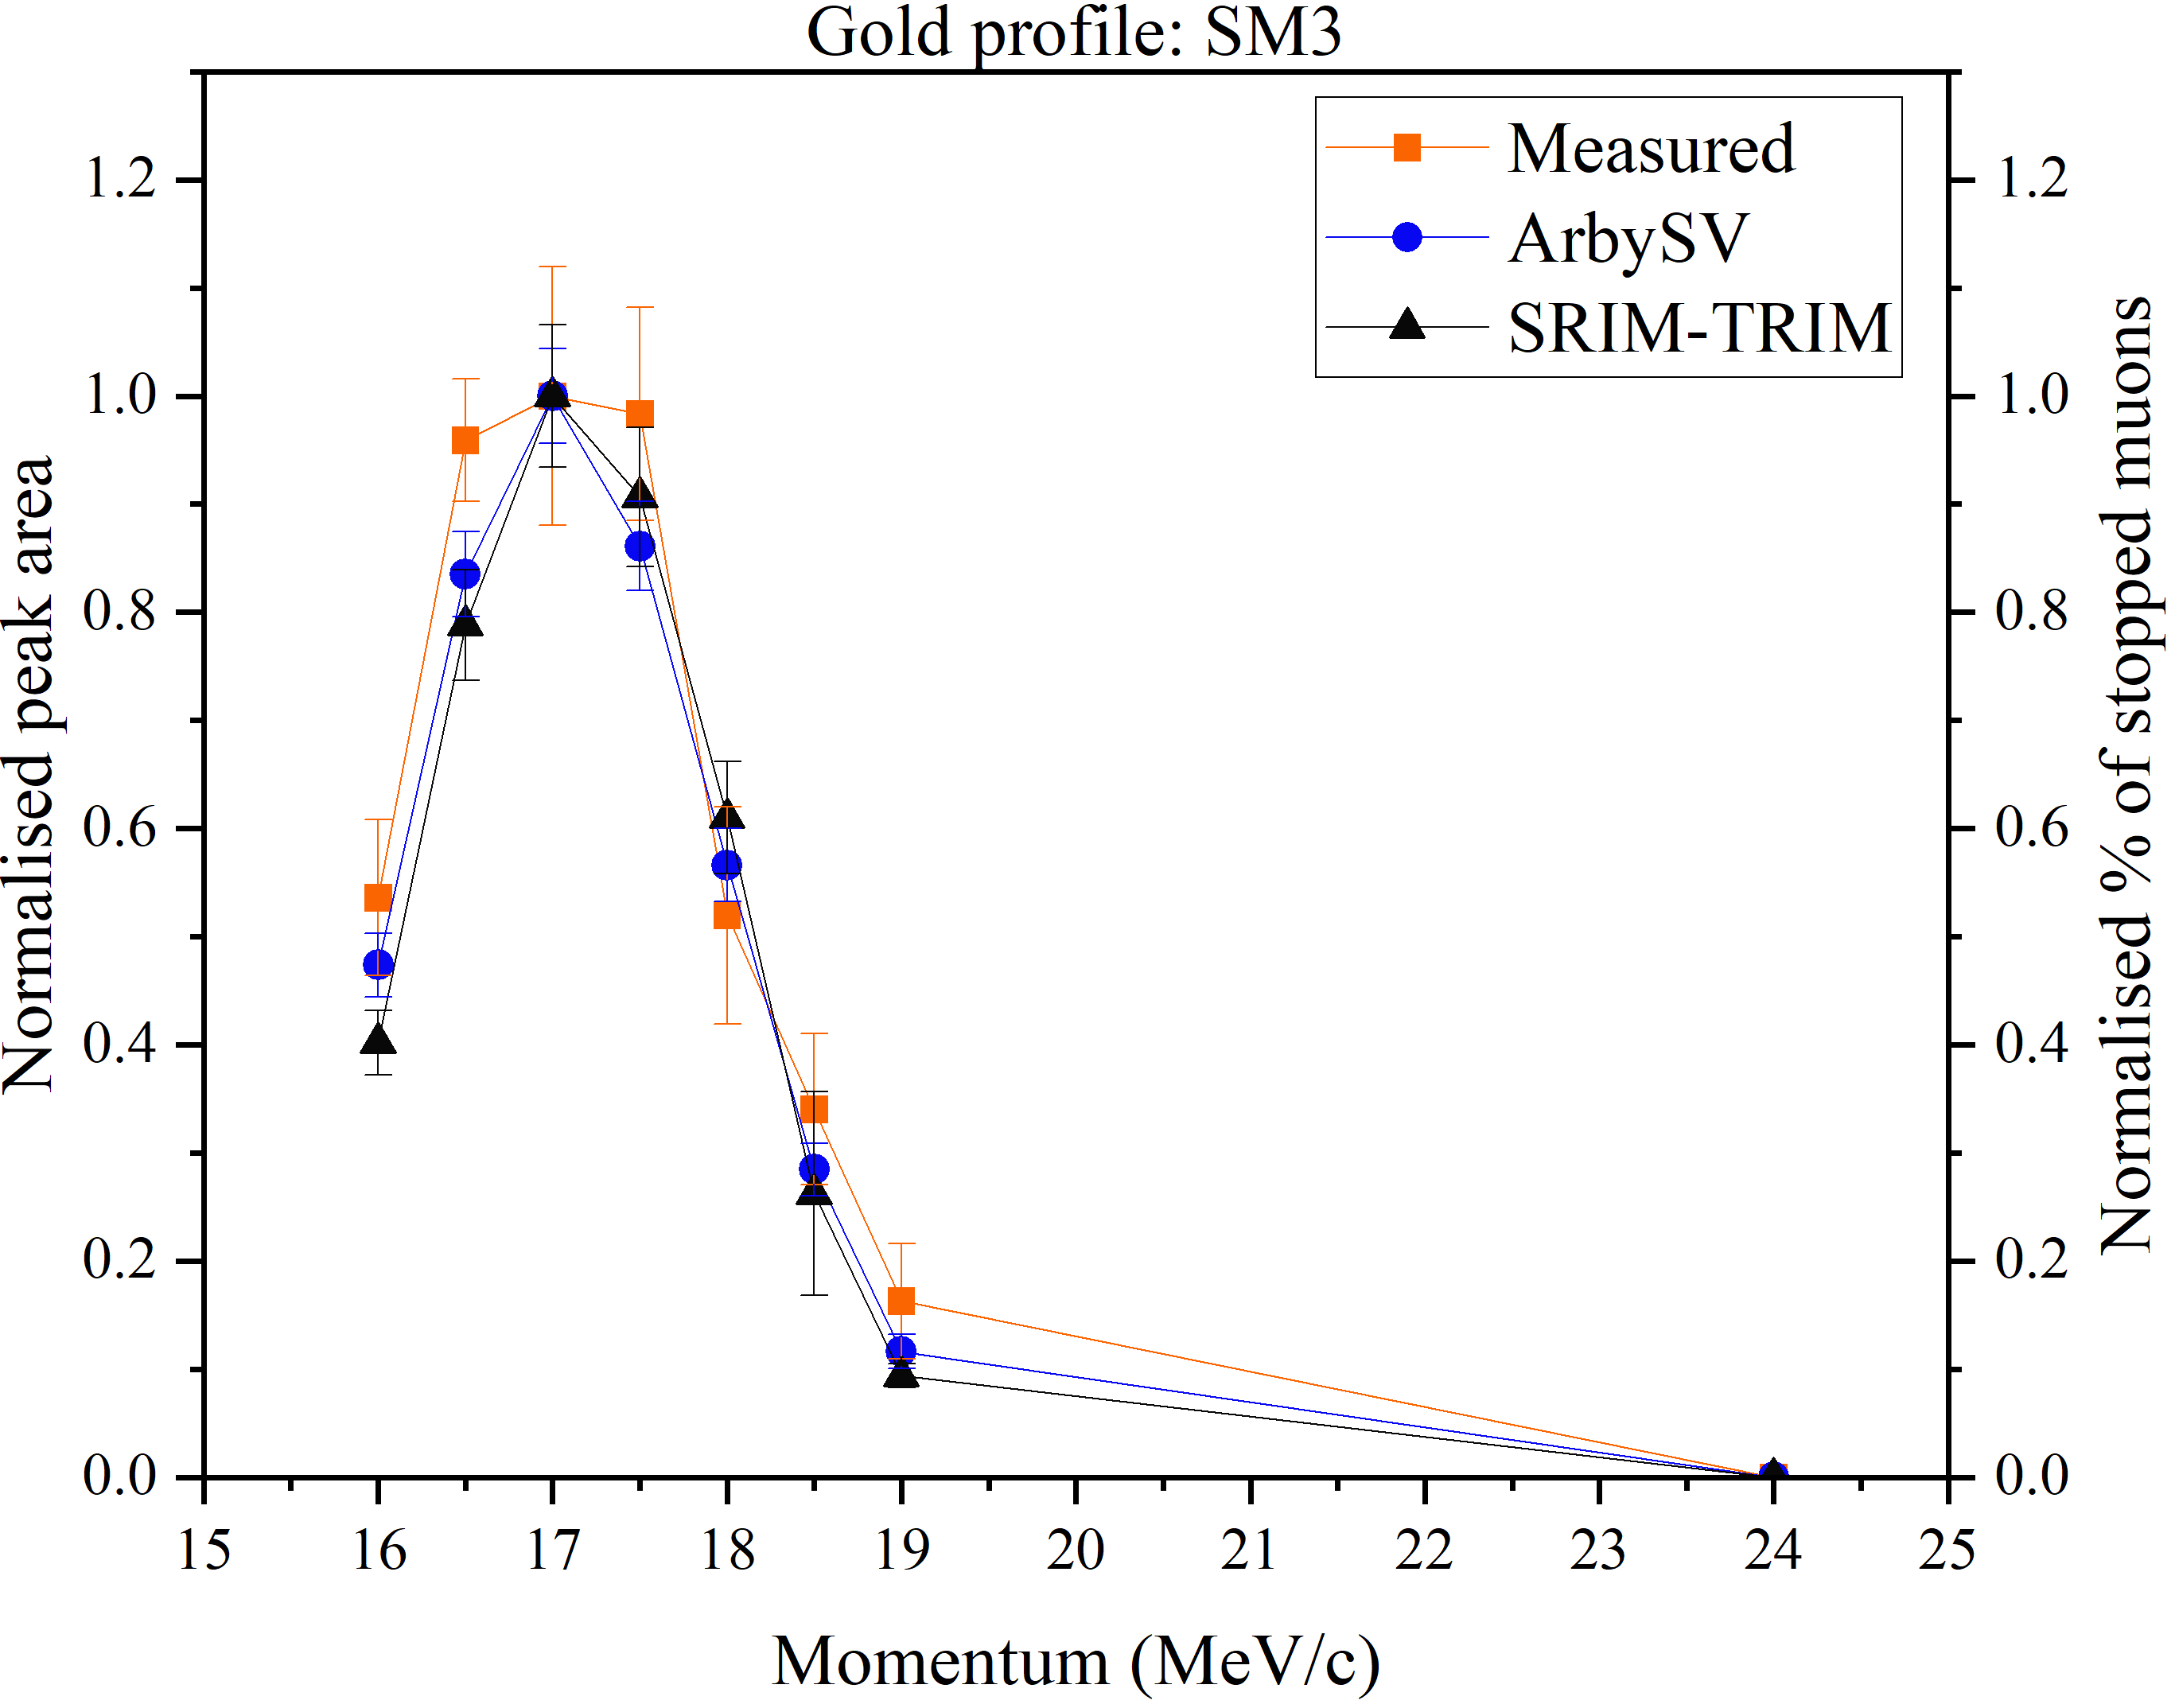 Gold profile: SM3
Measured
ArbySV
SRIM-TRIM
Normalised peak area
Normalised % of stopped muons
1.2
1.0
0.8
0.6
0.4
0.2
0.0
1.2
1.0
0.8
0.6
0.4
0.2
0.0
15 16 17 18 19 20 21 22 23 24 25
Momentum (MeV/c)